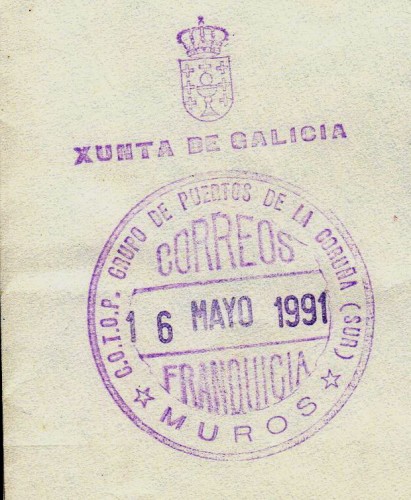 XUNTA DE GALICIA
C.O.T.O.P. GRUPO DE PUERTOS DE LA CORUÑA (SUR)
CORREOS
16 MAYO 1991
FRANQUICIA
☆ MUROS ☆